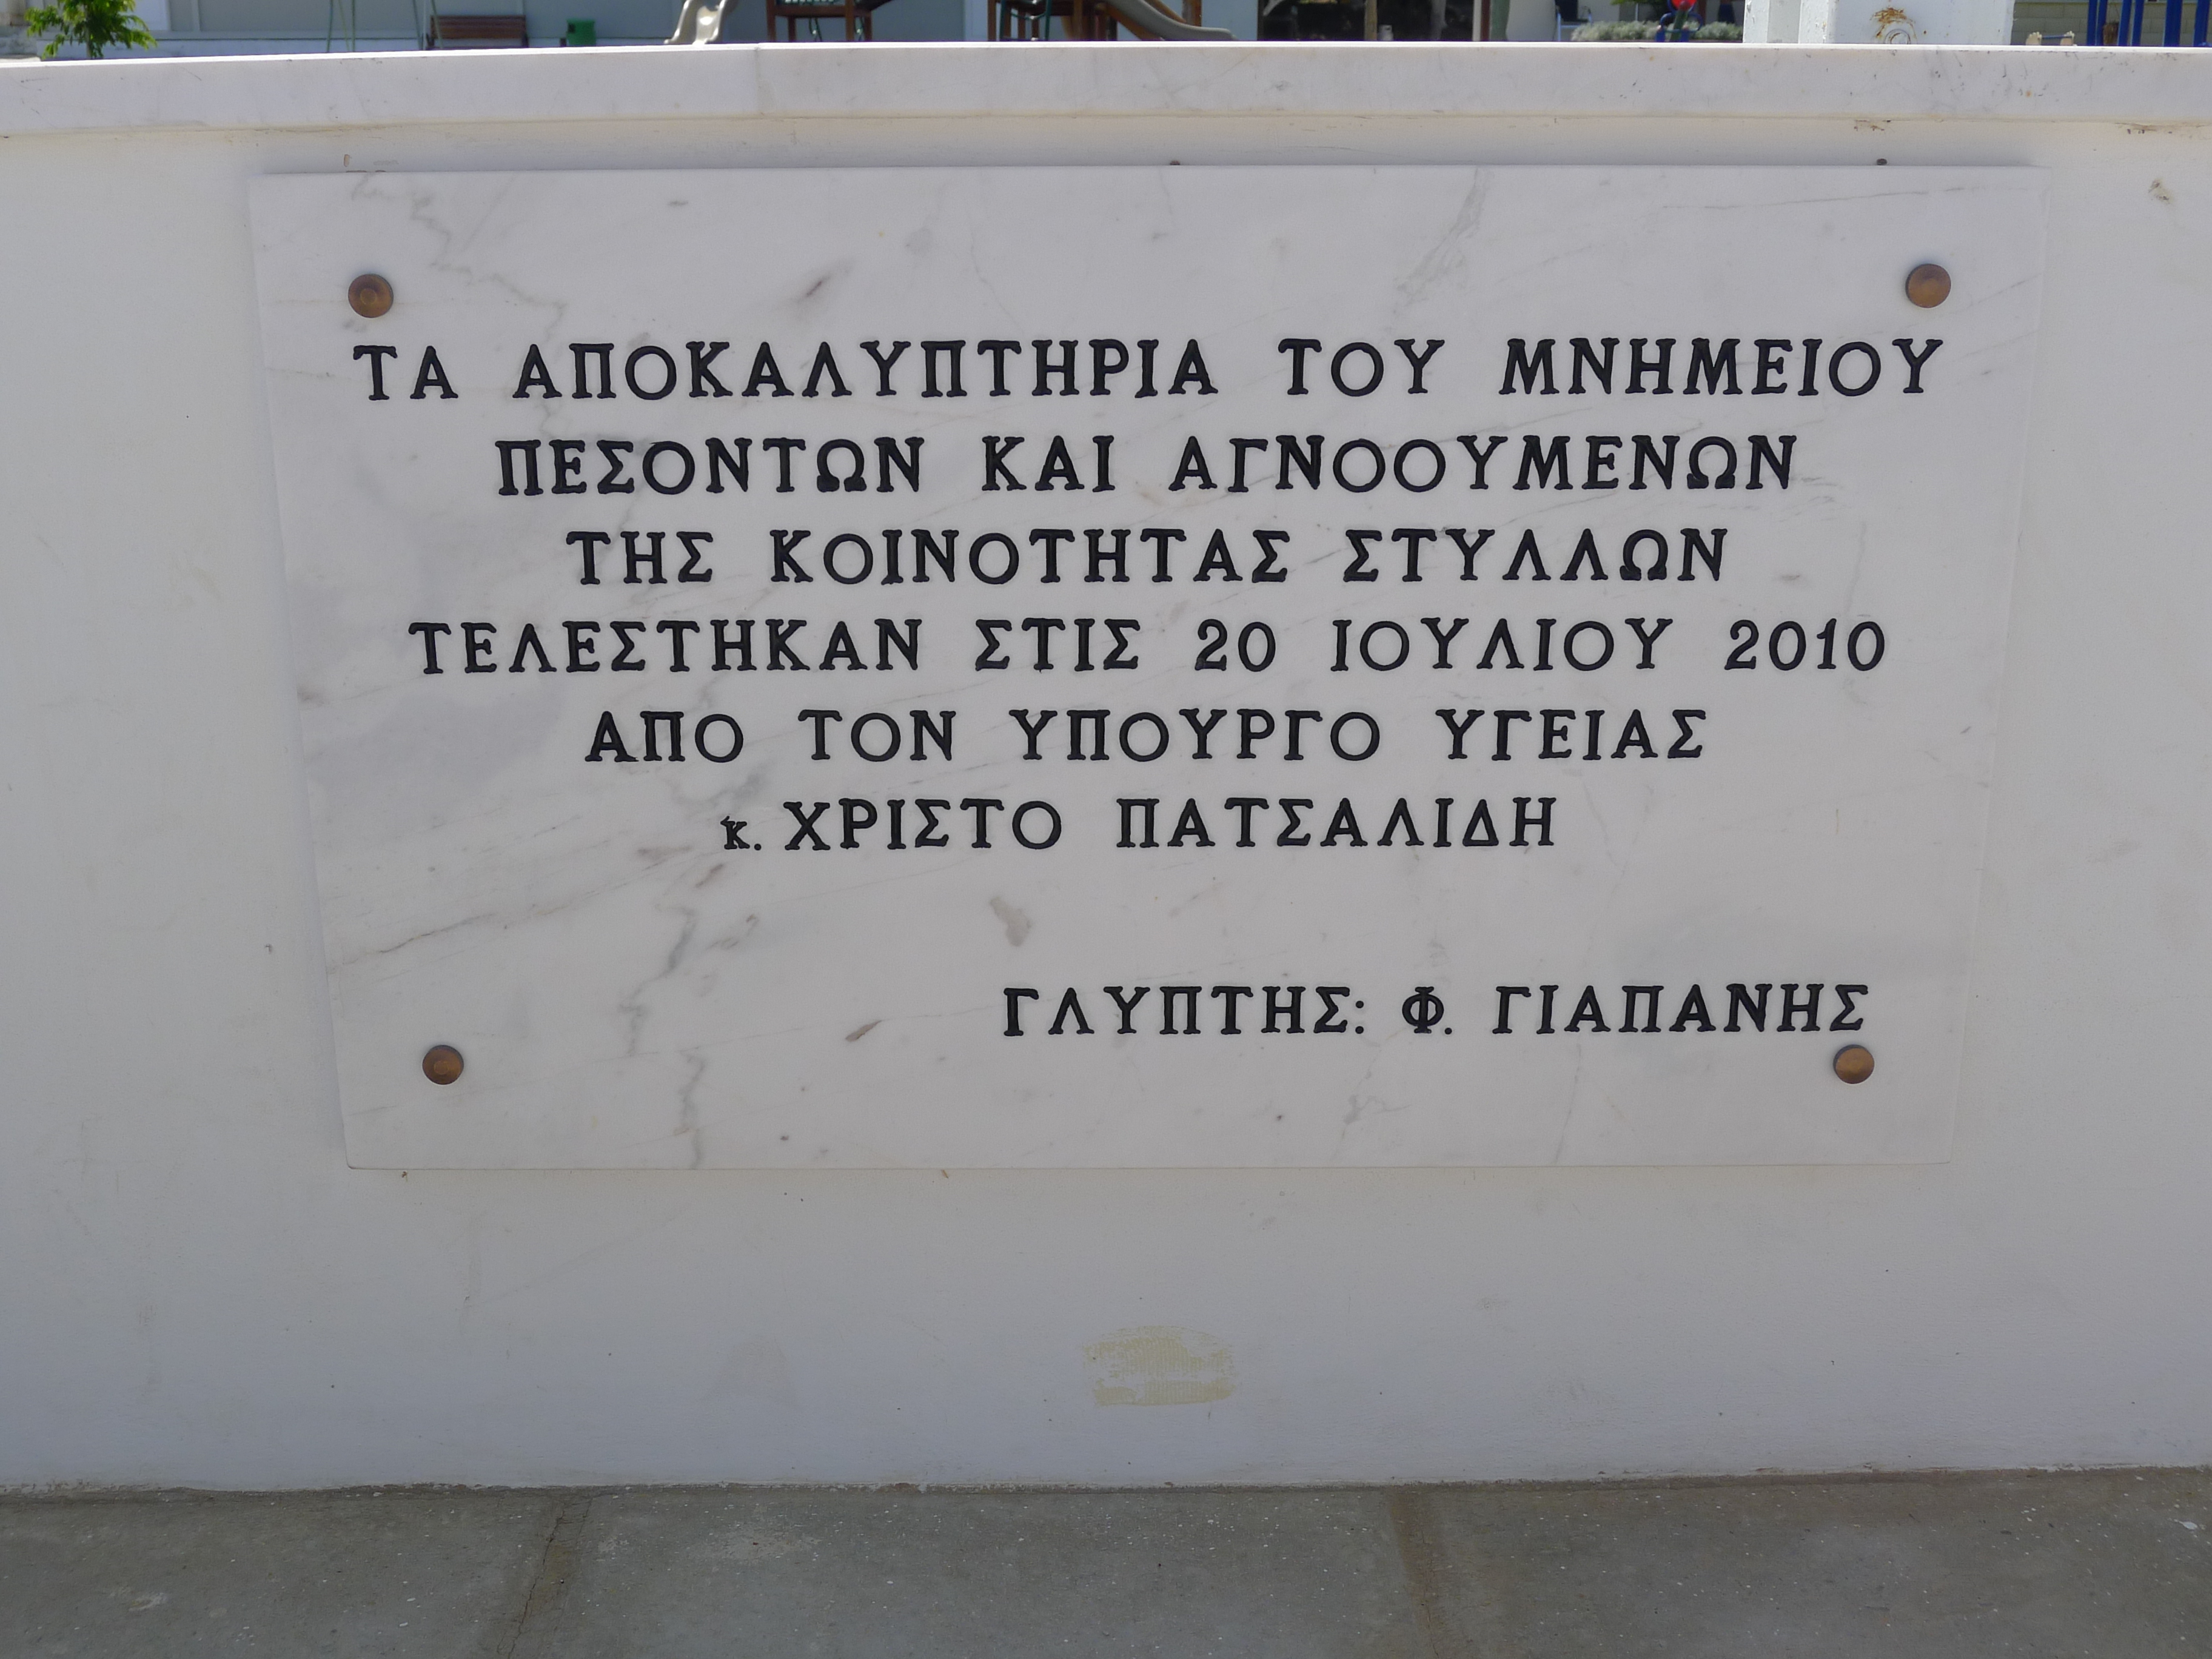 ΤΑ ΑΠΟΚΑΛΥΠΤΗΡΙΑ ΤΟΥ ΜΝΗΜΕΙΟΥ
ΠΕΣΟΝΤΩΝ ΚΑΙ ΑΓΝΟΟΥΜΕΝΩΝ
ΤΗΣ ΚΟΙΝΟΤΗΤΑΣ ΣΤΥΛΛΩΝ
ΤΕΛΕΣΤΗΚΑΝ ΣΤΙΣ 20 ΙΟΥΛΙΟΥ 2010
ΑΠΟ ΤΟΝ ΥΠΟΥΡΓΟ ΥΓΕΙΑΣ
κ. ΧΡΙΣΤΟ ΠΑΤΣΑΛΙΔΗ
ΓΛΥΠΤΗΣ: Φ. ΓΙΑΠΑΝΗΣ